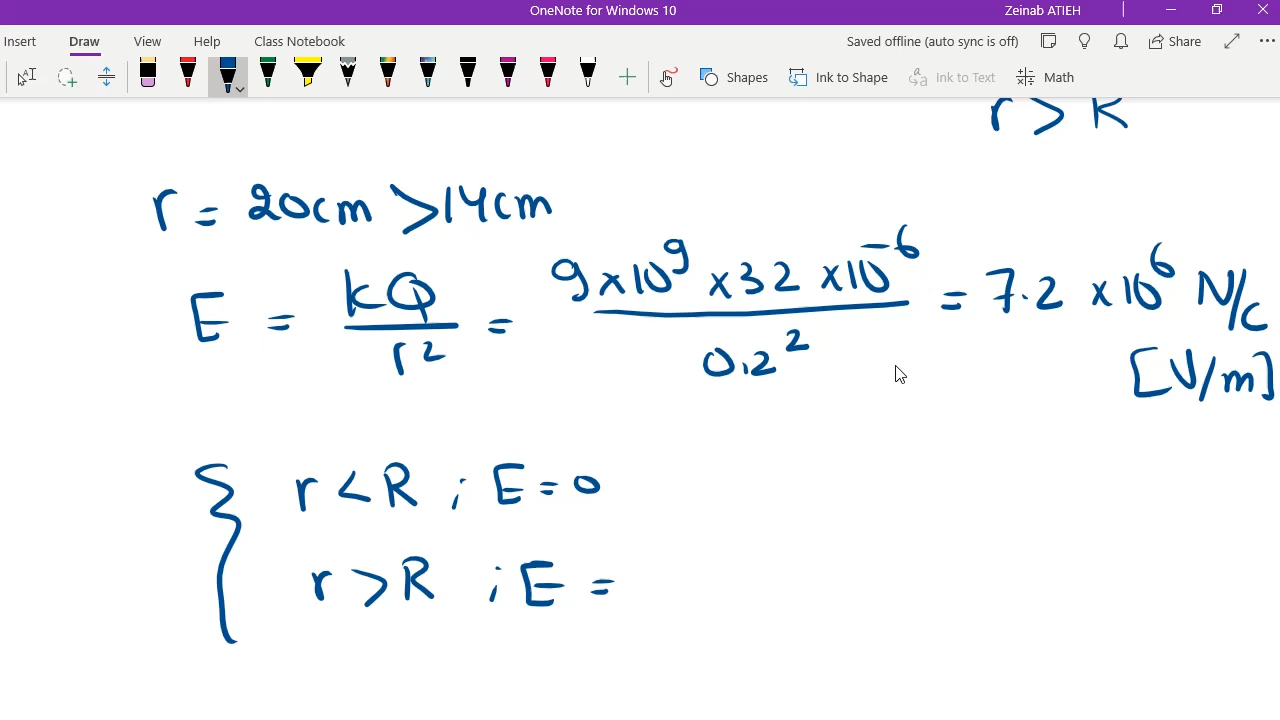 OneNote for Windows 10 Zeinab ATIEH
Insert Draw View Help Class Notebook Saved offline (auto sync is off) Share
Shapes Ink to Shape Ink to Text Math
r > R
r = 20cm > 14cm
E = kQ/r² = 9×10⁹ ×32 ×10⁻⁶/0.2² = 7.2 ×10⁶ N/C
[V/m]
r < R ; E = 0
r > R ; E =